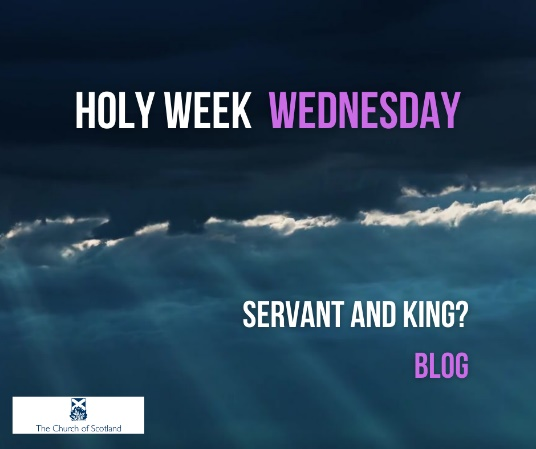 HOLY WEEK WEDNESDAY
SERVANT AND KING?
BLOG
The Church of Scotland